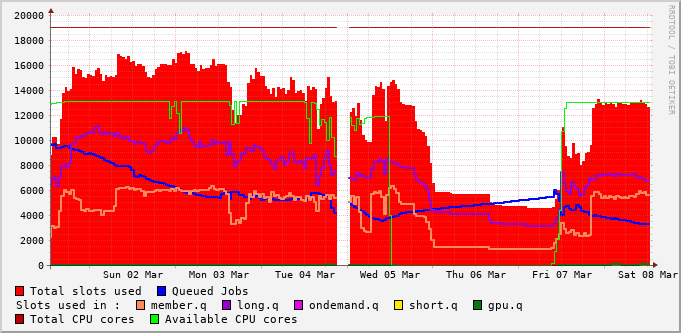 20000
18000
16000
14000
12000
10000
8000
6000
4000
2000
0
Sun 02 Mar Mon 03 Mar Tue 04 Mar Wed 05 Mar Thu 06 Mar Fri 07 Mar Sat 08 Mar
Total slots used Queued Jobs
Slots used in : member.q long.q ondemand.q short.q gpu.q
Total CPU cores Available CPU cores
RRDTOOL / TOBI OETIKER